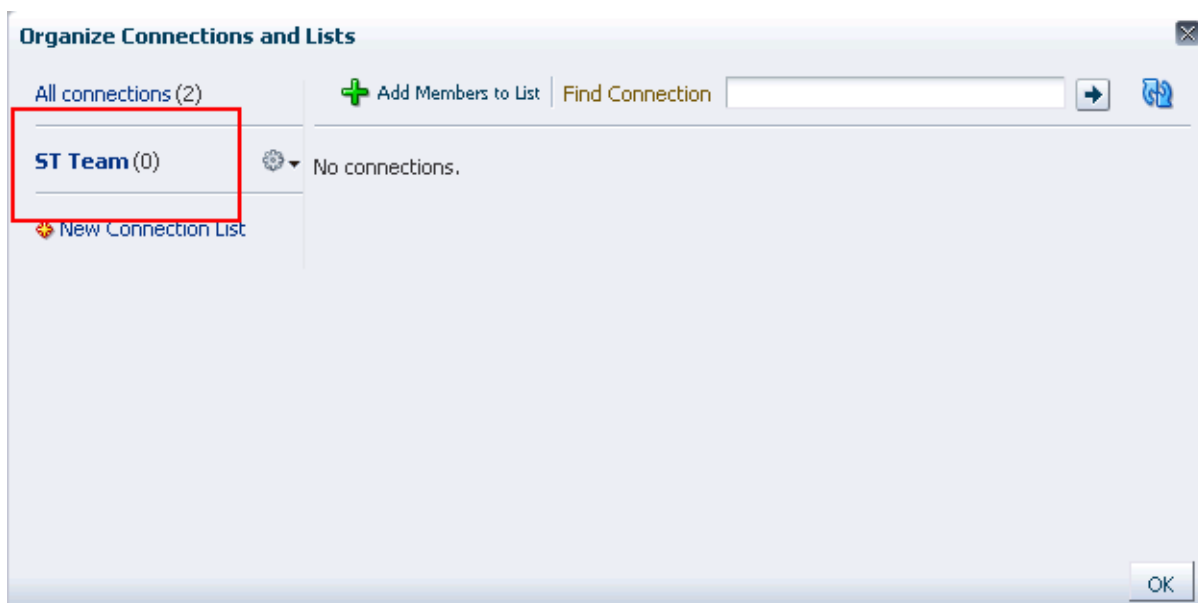 Organize Connections and Lists
All connections (2)
Add Members to List
Find Connection
ST Team (0)
No connections.
New Connection List
OK